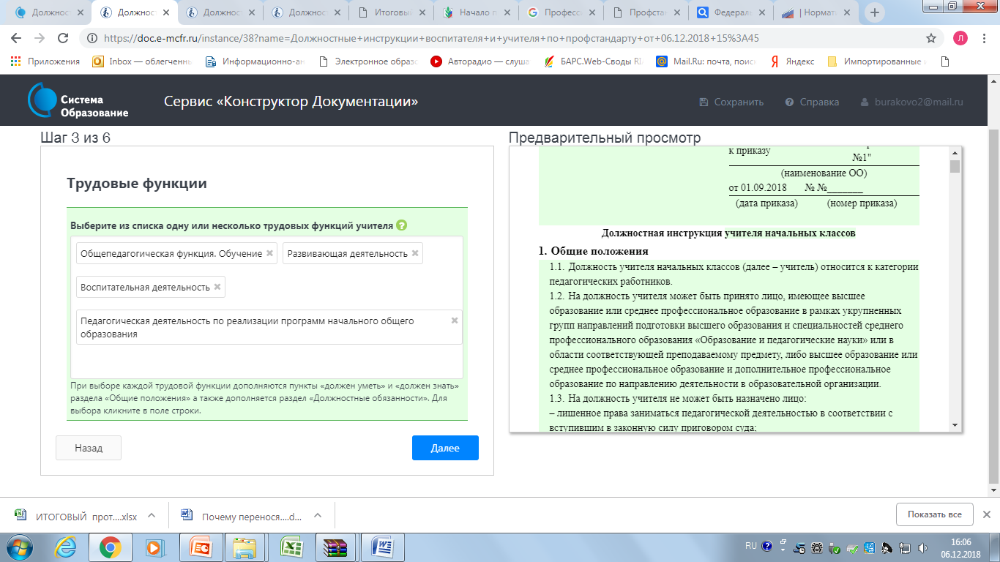 Должнос
Должнос
Должнос
Должнос
Итоговый
Начало п
Професс
Профста
Федераль
| Нормат
https://doc.e-mcfr.ru/instance/38?name=Должностные+инструкции+воспитателя+и+учителя+по+профстандарту+от+06.12.2018+15%3A45
Л
Приложения
Inbox — облегченны
Информационно-ан
Электронное образо
Авторадио — слуша
БАРС.Web-Своды RI
Mail.Ru: почта, поис
Яндекс
Импортированные з
Система
Образование
Сервис «Конструктор Документации»
Сохранить
Справка
burakovo2@mail.ru
Шаг 3 из 6
Трудовые функции
Выберите из списка одну или несколько трудовых функций учителя ?
Общепедагогическая функция. Обучение ×
Развивающая деятельность ×
Воспитательная деятельность ×
Педагогическая деятельность по реализации программ начального общего ×
образования
При выборе каждой трудовой функции дополняются пункты «должен уметь» и «должен знать»
раздела «Общие положения» а также дополняется раздел «Должностные обязанности». Для
выбора кликните в поле строки.
Назад
Далее
Предварительный просмотр
к приказу
№1"
(наименование ОО)
от 01.09.2018 № №_______
(дата приказа) (номер приказа)
Должностная инструкция учителя начальных классов
1. Общие положения
1.1. Должность учителя начальных классов (далее – учитель) относится к категории
педагогических работников.
1.2. На должность учителя может быть принято лицо, имеющее высшее
образование или среднее профессиональное образование в рамках укрупненных
групп направлений подготовки высшего образования и специальностей среднего
профессионального образования «Образование и педагогические науки» или в
области соответствующей преподаваемому предмету, либо высшее образование или
среднее профессиональное образование и дополнительное профессиональное
образование по направлению деятельности в образовательной организации.
1.3. На должность учителя не может быть назначено лицо:
– лишенное права заниматься педагогической деятельностью в соответствии с
вступившим в законную силу приговором суда;
ИТОГОВЫЙ прот....xlsx
Почему перенося....d...
Показать все
RU
16:06
06.12.2018